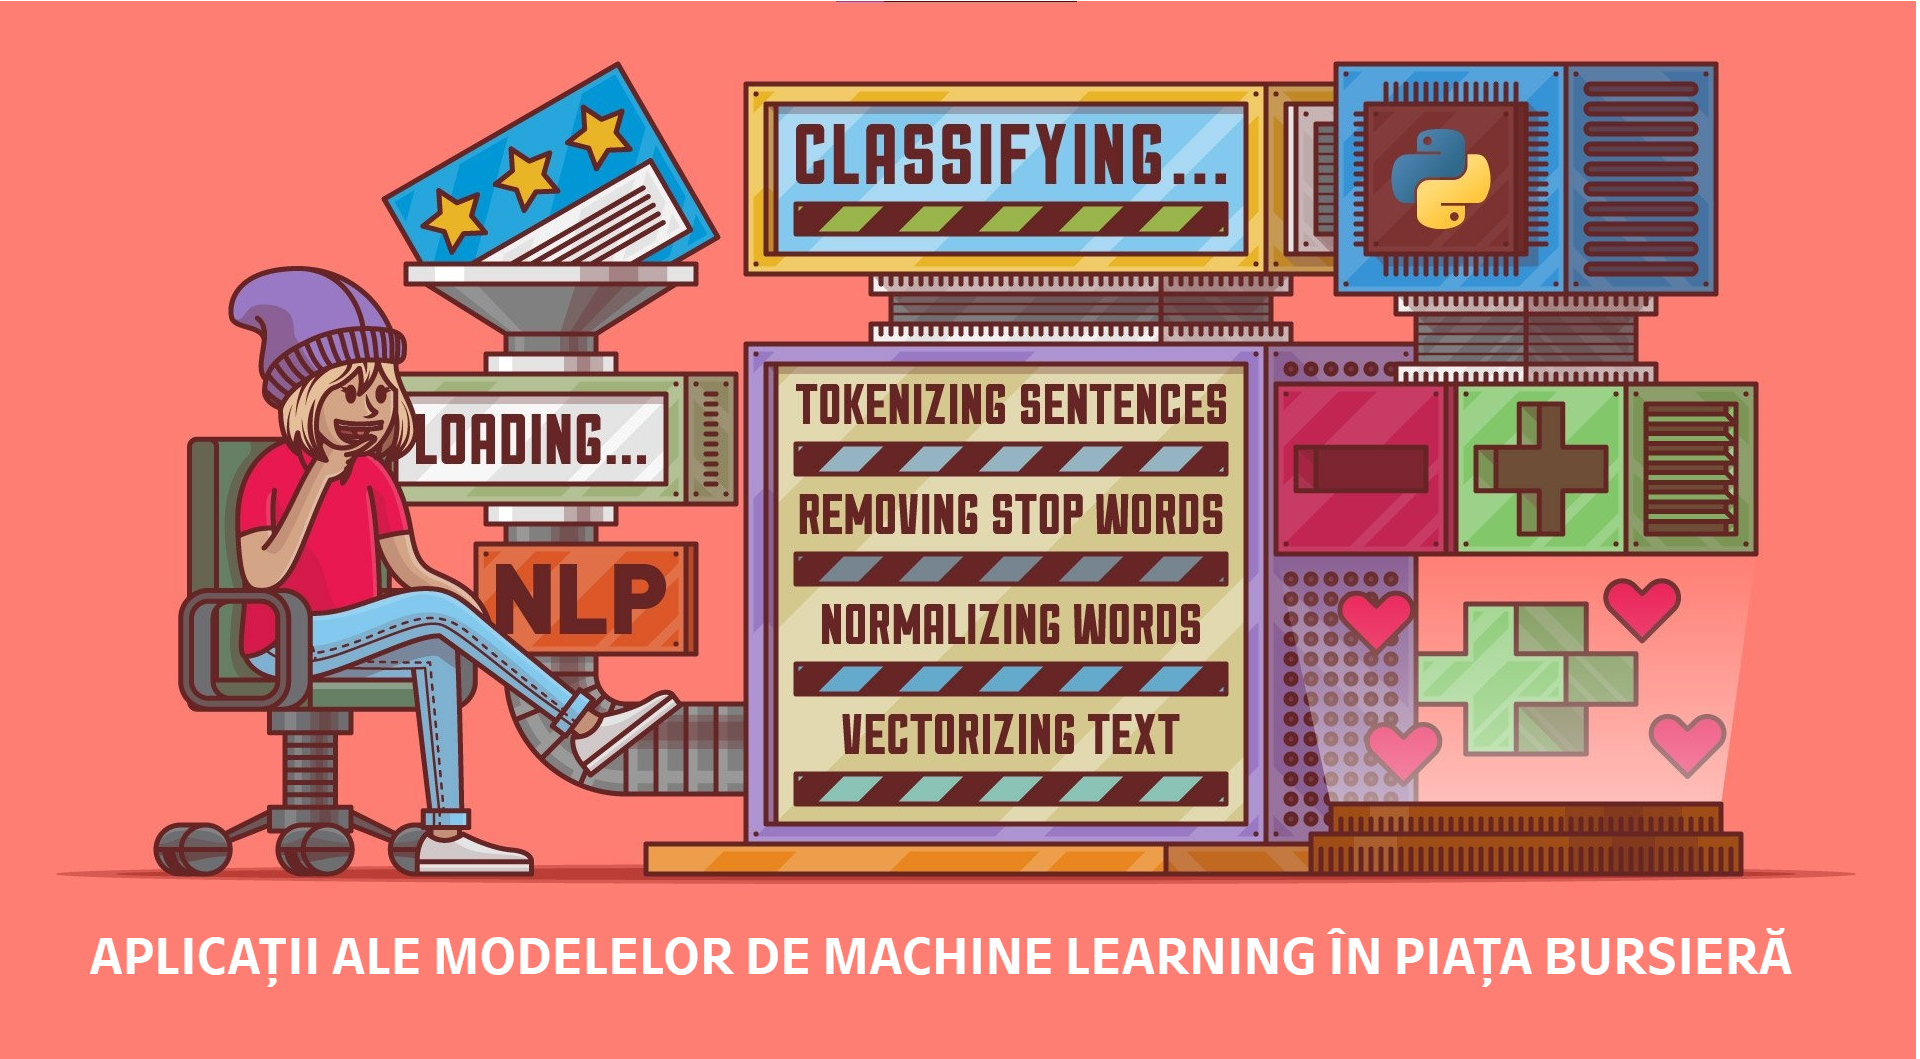 CLASSIFYING...
LOADING...
NLP
TOKENIZING SENTENCES
REMOVING STOP WORDS
NORMALIZING WORDS
VECTORIZING TEXT
APLICAȚII ALE MODELELOR DE MACHINE LEARNING ÎN PIAȚA BURSIERĂ